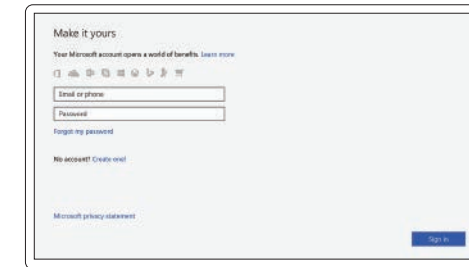 Make it yours
Your Microsoft account opens a world of benefits. Learn more
Email or phone
Password
Forgot my password
No account? Create one!
Microsoft privacy statement
Sign in